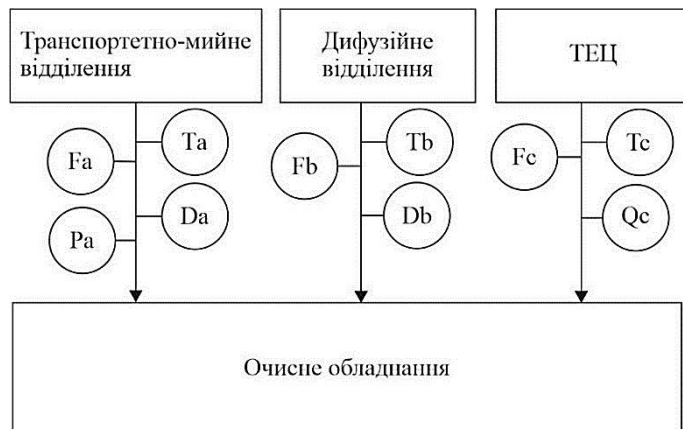 Транспортетно-мийне
відділення
Дифузійне
відділення
ТЕЦ
Fa
Ta
Pa
Da
Fb
Tb
Db
Fc
Tc
Qc
Очисне обладнання